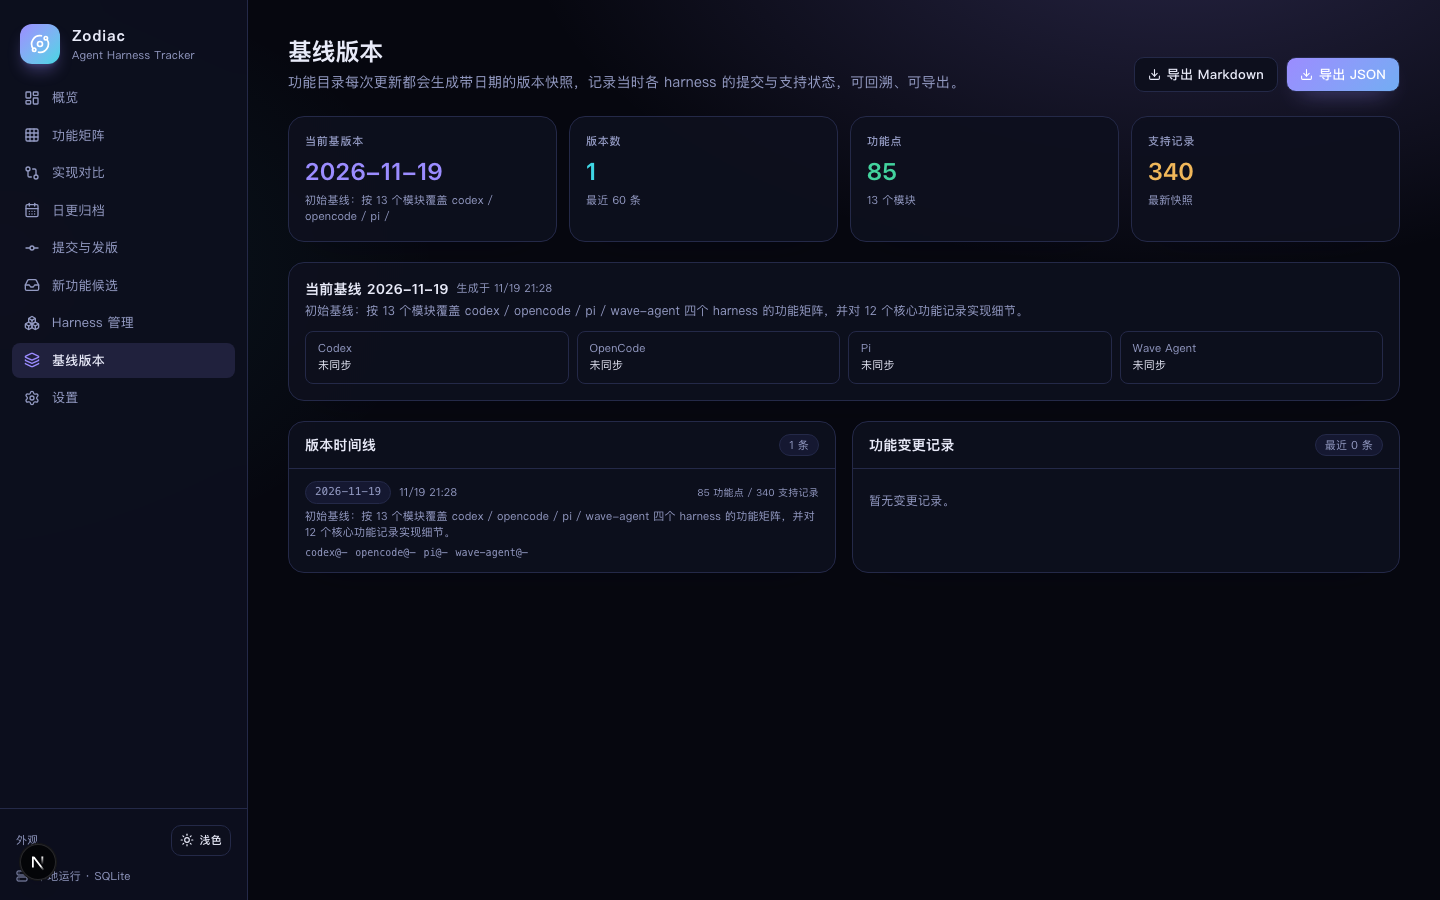 Zodiac
Agent Harness Tracker
概览
功能矩阵
实现对比
日更归档
提交与发版
新功能候选
Harness 管理
基线版本
设置
外观
浅色
N
地运行 · SQLite
基线版本
功能目录每次更新都会生成带日期的版本快照，记录当时各 harness 的提交与支持状态，可回溯、可导出。
导出 Markdown
导出 JSON
当前基版本
2026-11-19
初始基线：按 13 个模块覆盖 codex /
opencode / pi /
版本数
1
最近 60 条
功能点
85
13 个模块
支持记录
340
最新快照
当前基线 2026-11-19 生成于 11/19 21:28
初始基线：按 13 个模块覆盖 codex / opencode / pi / wave-agent 四个 harness 的功能矩阵，并对 12 个核心功能记录实现细节。
Codex
未同步
OpenCode
未同步
Pi
未同步
Wave Agent
未同步
版本时间线
1 条
2026-11-19 11/19 21:28 85 功能点 / 340 支持记录
初始基线：按 13 个模块覆盖 codex / opencode / pi / wave-agent 四个 harness 的功能矩阵，并对
12 个核心功能记录实现细节。
codex@— opencode@— pi@— wave-agent@—
功能变更记录
最近 0 条
暂无变更记录。